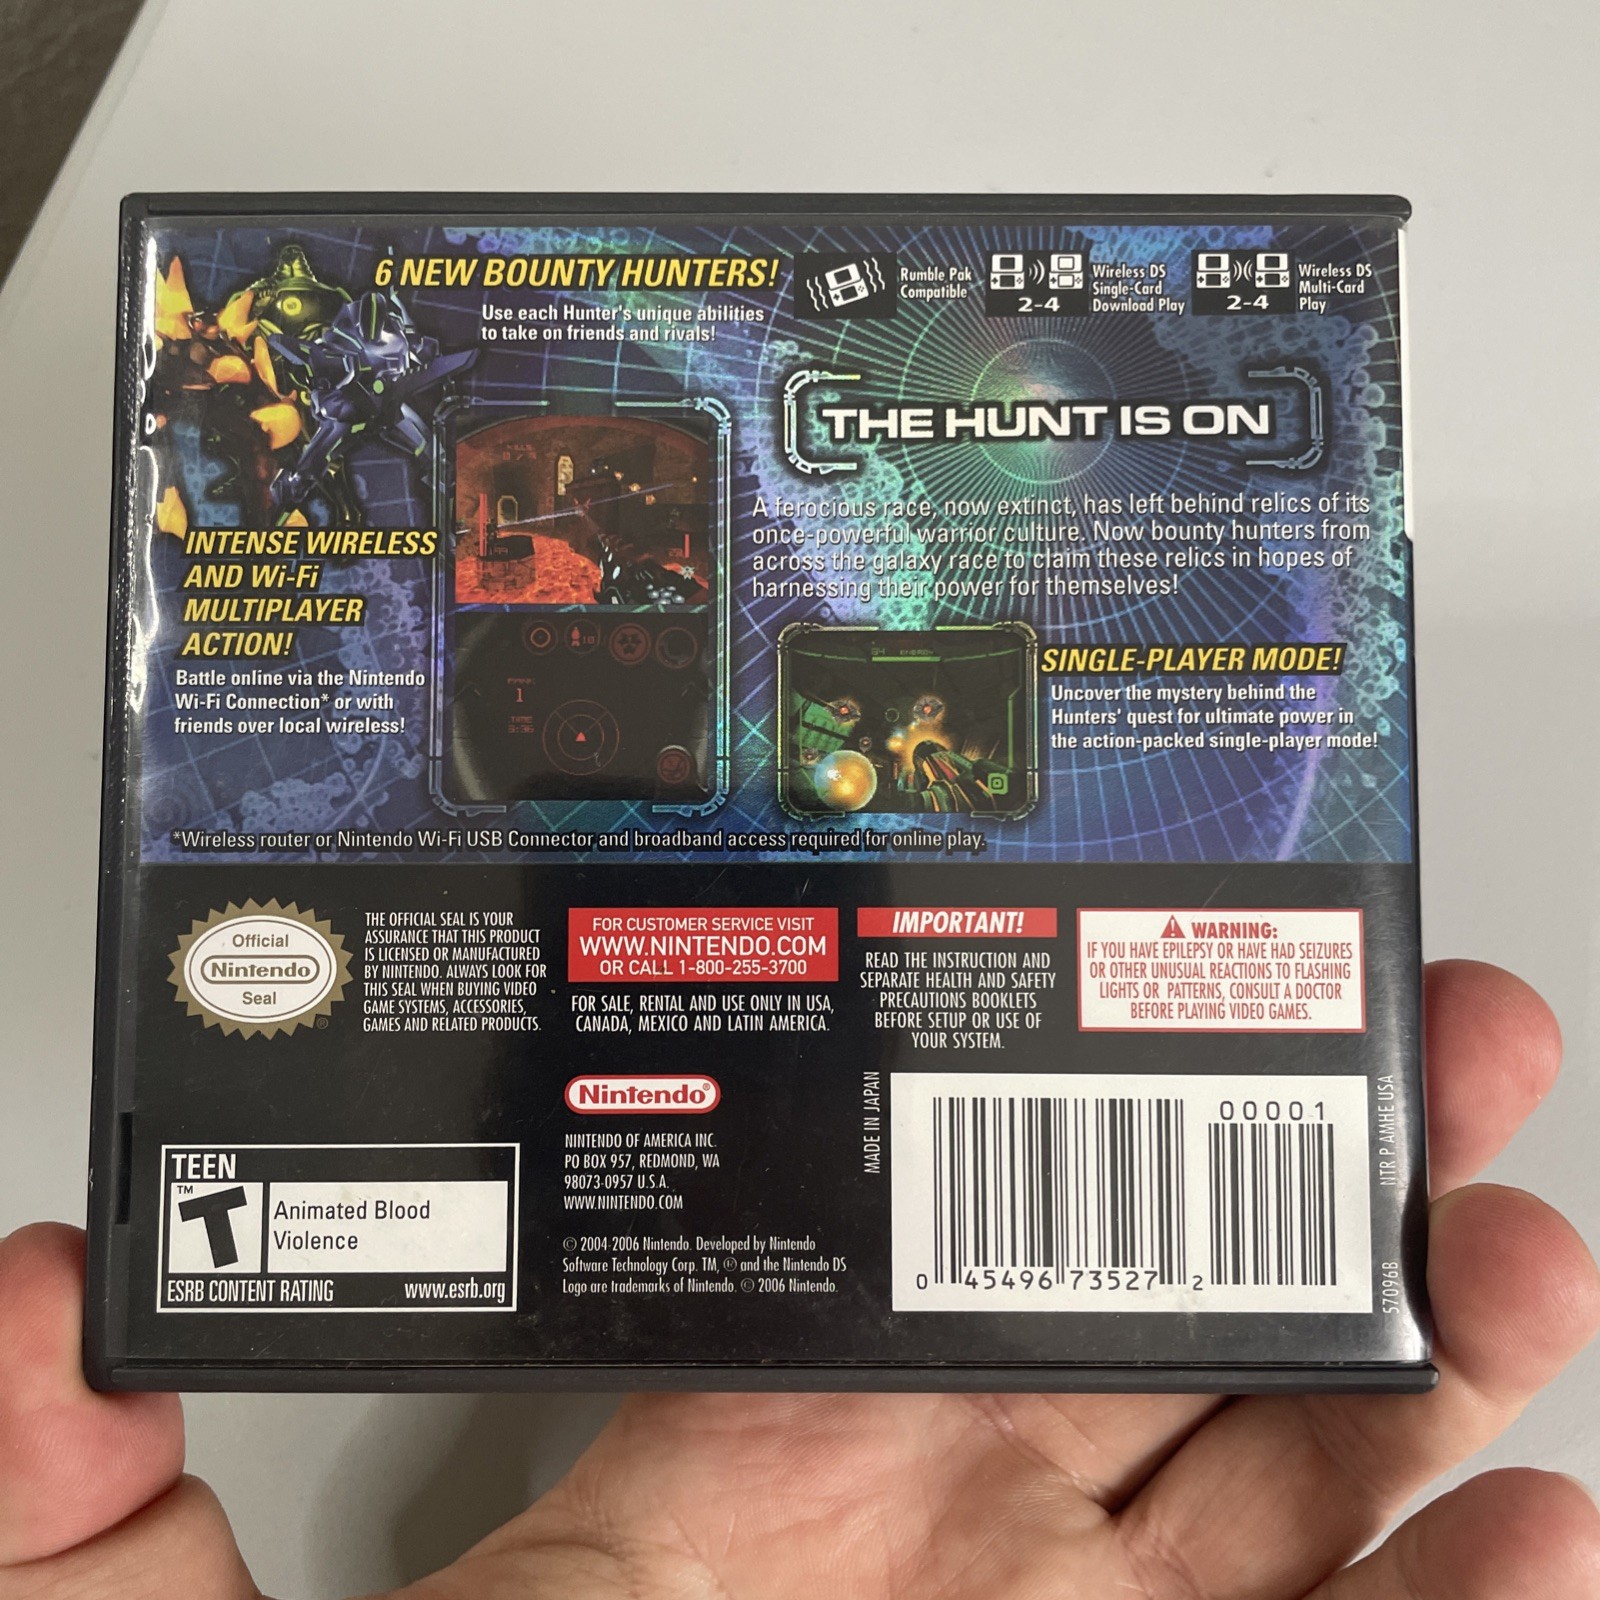 6 NEW BOUNTY HUNTERS!
Use each Hunter's unique abilities
to take on friends and rivals!
Rumble Pak
Compatible
2-4
Wireless DS
Single-Card
Download Play
2-4
Wireless DS
Multi-Card
Play
THE HUNT IS ON
A ferocious race, now extinct, has left behind relics of its
once-powerful warrior culture. Now bounty hunters from
across the galaxy race to claim these relics in hopes of
harnessing their power for themselves!
INTENSE WIRELESS
AND Wi-Fi
MULTIPLAYER
ACTION!
Battle online via the Nintendo
Wi-Fi Connection* or with
friends over local wireless!
1
TIME
3:36
ENERGY
SINGLE-PLAYER MODE!
Uncover the mystery behind the
Hunters' quest for ultimate power in
the action-packed single-player mode!
*Wireless router or Nintendo Wi-Fi USB Connector and broadband access required for online play.
Official
Nintendo
Seal
®
THE OFFICIAL SEAL IS YOUR
ASSURANCE THAT THIS PRODUCT
IS LICENSED OR MANUFACTURED
BY NINTENDO. ALWAYS LOOK FOR
THIS SEAL WHEN BUYING VIDEO
GAME SYSTEMS, ACCESSORIES,
GAMES AND RELATED PRODUCTS.
FOR CUSTOMER SERVICE VISIT
WWW.NINTENDO.COM
OR CALL 1-800-255-3700
FOR SALE, RENTAL AND USE ONLY IN USA,
CANADA, MEXICO AND LATIN AMERICA.
IMPORTANT!
READ THE INSTRUCTION AND
SEPARATE HEALTH AND SAFETY
PRECAUTIONS BOOKLETS
BEFORE SETUP OR USE OF
YOUR SYSTEM.
WARNING:
IF YOU HAVE EPILEPSY OR HAVE HAD SEIZURES
OR OTHER UNUSUAL REACTIONS TO FLASHING
LIGHTS OR PATTERNS, CONSULT A DOCTOR
BEFORE PLAYING VIDEO GAMES.
TEEN
TM
T
Animated Blood
Violence
ESRB CONTENT RATING www.esrb.org
Nintendo®
NINTENDO OF AMERICA INC.
PO BOX 957, REDMOND, WA
98073-0957 U.S.A.
WWW.NINTENDO.COM
© 2004-2006 Nintendo. Developed by Nintendo
Software Technology Corp. TM, ® and the Nintendo DS
Logo are trademarks of Nintendo. © 2006 Nintendo.
MADE IN JAPAN
00001
0 45496 73527 2
NTR P AMHE USA
57096B